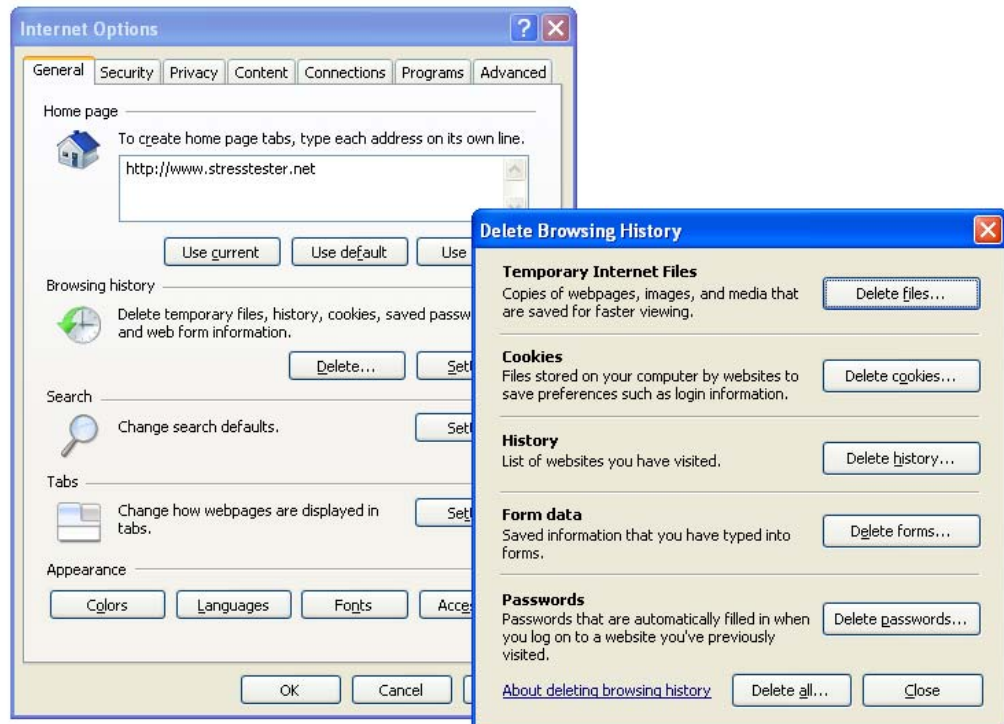 Internet Options
General Security Privacy Content Connections Programs Advanced
Home page
To create home page tabs, type each address on its own line.
http://www.stresstester.net
Use current Use default Use
Browsing history
Delete temporary files, history, cookies, saved
and web form information.
Delete...
Search
Change search defaults.
Tabs
Change how webpages are displayed in
tabs.
Appearance
Colors Languages Fonts
OK Cancel
Delete Browsing History
Temporary Internet Files
Copies of webpages, images, and media that
are saved for faster viewing.
Delete files...
Cookies
Files stored on your computer by websites to
save preferences such as login information.
Delete cookies...
History
List of websites you have visited.
Delete history...
Form data
Saved information that you have typed into
forms.
Delete forms...
Passwords
Passwords that are automatically filled in when
you log on to a website you've previously
visited.
Delete passwords...
About deleting browsing history Delete all... Close